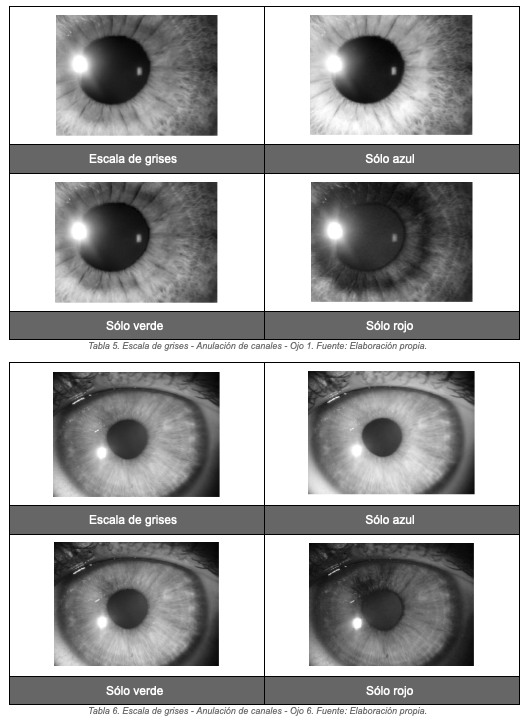 Escala de grises
Sólo azul
Sólo verde
Sólo rojo
Tabla 5. Escala de grises - Anulación de canales - Ojo 1. Fuente: Elaboración propia.
Escala de grises
Sólo azul
Sólo verde
Sólo rojo
Tabla 6. Escala de grises - Anulación de canales - Ojo 6. Fuente: Elaboración propia.